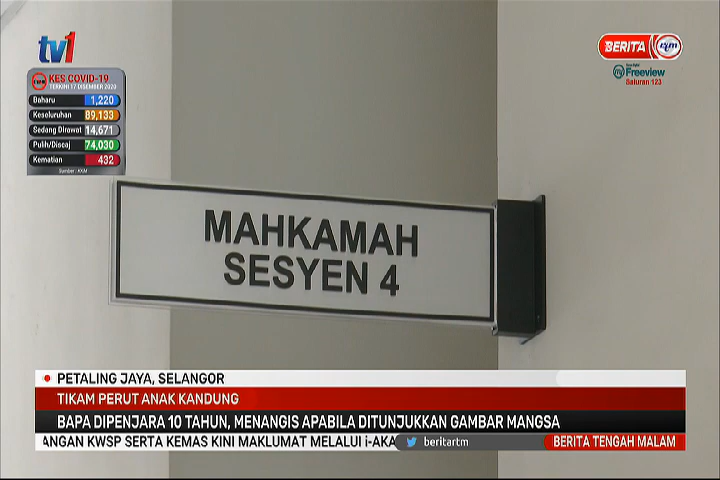 tv1
KES COVID-19
TERKINI 17 DISEMBER 2020
Baharu 1,220
Keseluruhan 89,133
Sedang Dirawat 14,671
Pulih/Discaj 74,030
Kematian 432
Sumber : KKM
BERITA rtm
Freeview
Saluran 123
MAHKAMAH
SESYEN 4
PETALING JAYA, SELANGOR
TIKAM PERUT ANAK KANDUNG
BAPA DIPENJARA 10 TAHUN, MENANGIS APABILA DITUNJUKKAN GAMBAR MANGSA
ANGAN KWSP SERTA KEMAS KINI MAKLUMAT MELALUI i-AKA beritartm BERITA TENGAH MALAM